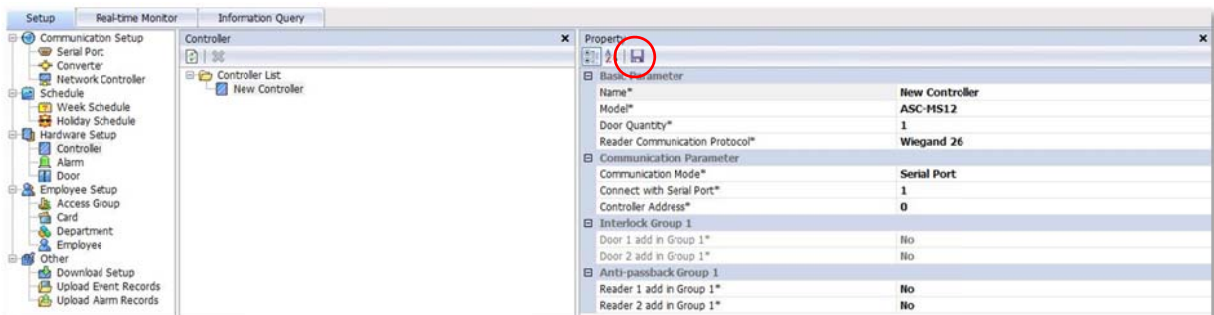 Setup Real-time Monitor Information Query
Communication Setup
Serial Port
Converter
Network Controller
Schedule
Week Schedule
Holiday Schedule
Hardware Setup
Controller
Alarm
Door
Employee Setup
Access Group
Card
Department
Employee
Other
Download Setup
Upload Event Records
Upload Alarm Records
Controller
Controller List
New Controller
Property
Basic Parameter
Name* New Controller
Model* ASC-MS12
Door Quantity* 1
Reader Communication Protocol* Wiegand 26
Communication Parameter
Communication Mode* Serial Port
Connect with Serial Port* 1
Controller Address* 0
Interlock Group 1
Door 1 add in Group 1* No
Door 2 add in Group 1* No
Anti-passback Group 1
Reader 1 add in Group 1* No
Reader 2 add in Group 1* No